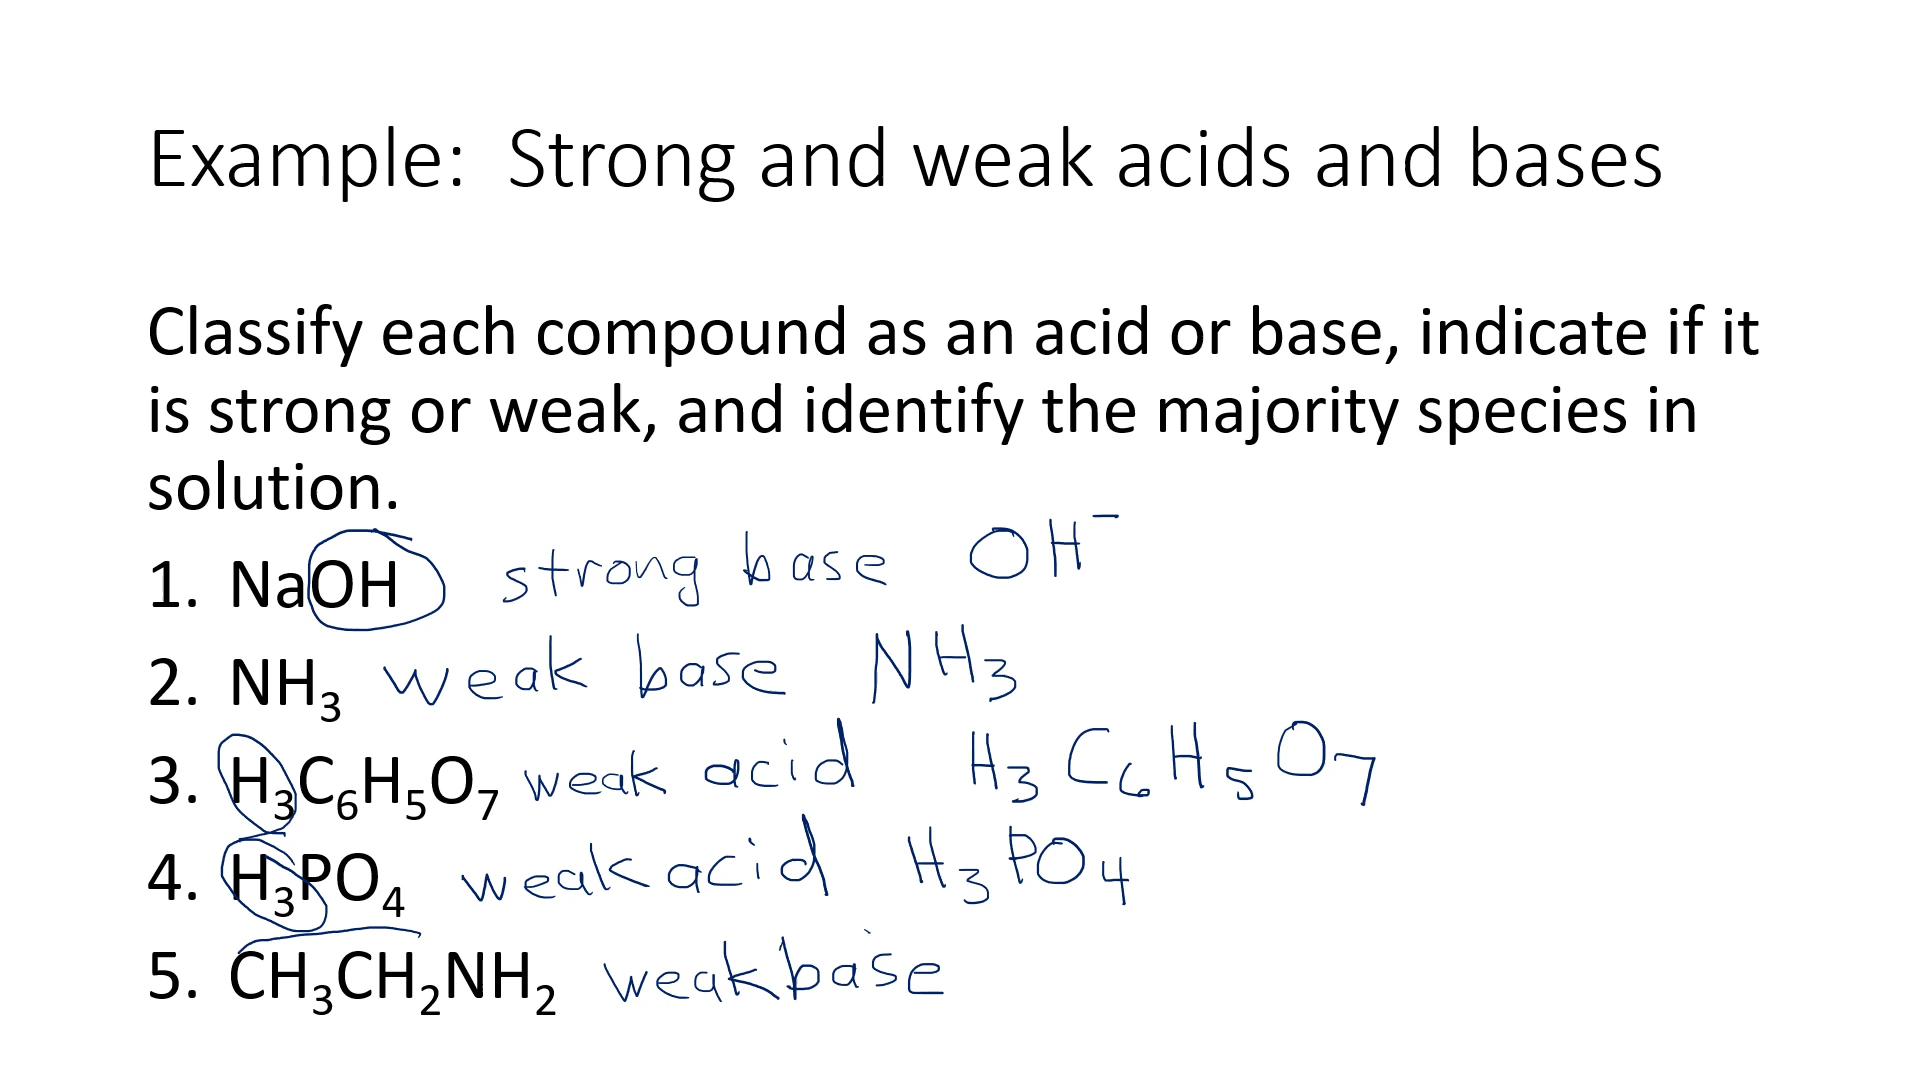 Example: Strong and weak acids and bases
Classify each compound as an acid or base, indicate if it
is strong or weak, and identify the majority species in
solution.
1. NaOH strong base OH⁻
2. NH₃ weak base NH₃
3. H₃C₆H₅O₇ weak acid H₃C₆H₅O₇
4. H₃PO₄ weak acid H₃PO₄
5. CH₃CH₂NH₂ weak base